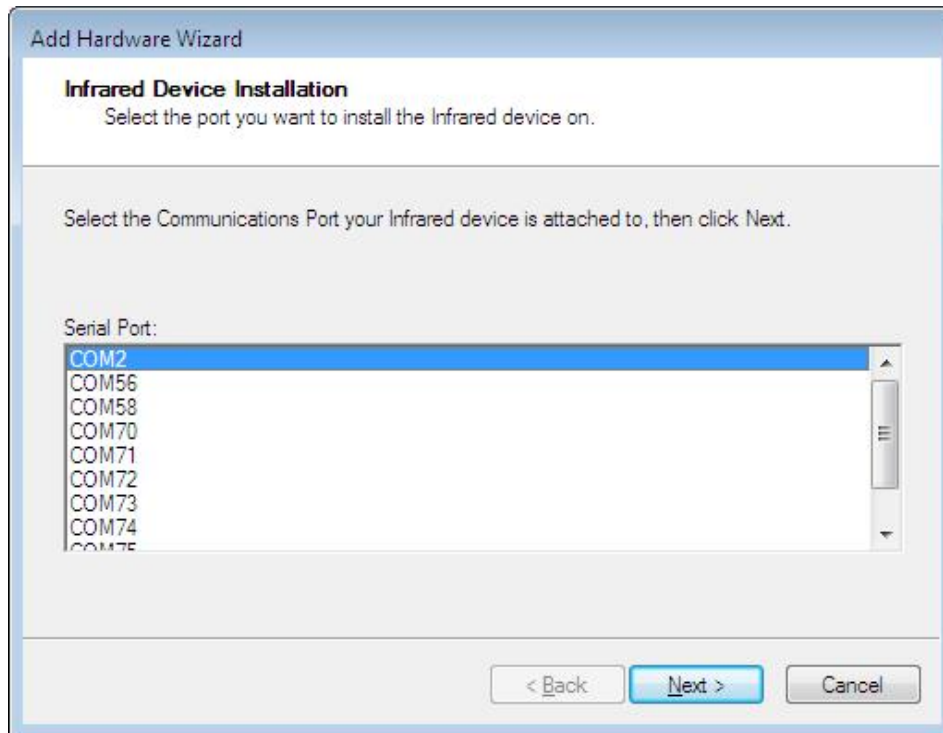 Add Hardware Wizard
Infrared Device Installation
Select the port you want to install the Infrared device on.
Select the Communications Port your Infrared device is attached to, then click Next.
Serial Port:
COM2
COM56
COM58
COM70
COM71
COM72
COM73
COM74
COM75
< Back
Next >
Cancel